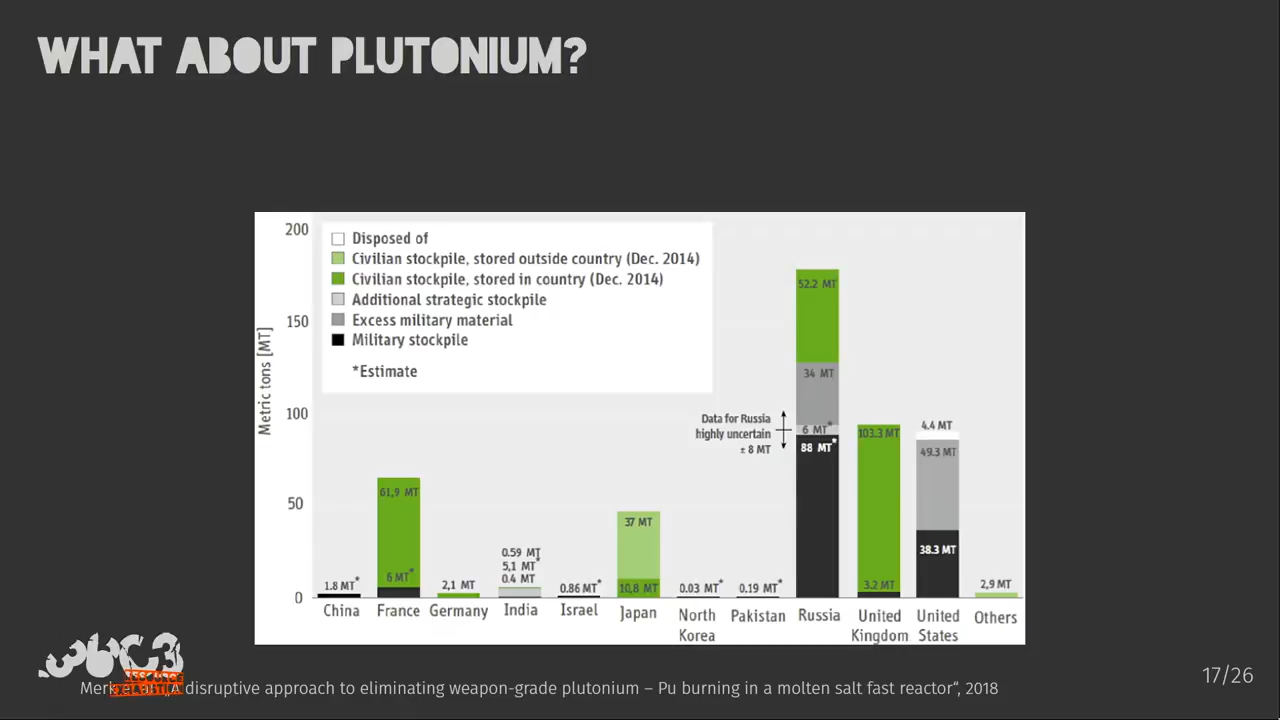 WHAT ABOUT PLUTONIUM?
200
150
100
50
0
Metric tons [MT]
Disposed of
Civilian stockpile, stored outside country (Dec. 2014)
Civilian stockpile, stored in country (Dec. 2014)
Additional strategic stockpile
Excess military material
Military stockpile
*Estimate
Data for Russia
highly uncertain
± 8 MT
1.8 MT*
61,9 MT
6 MT*
2,1 MT
0.59 MT
5,1 MT*
0.4 MT
0.86 MT*
37 MT
10,8 MT
0.03 MT*
0.19 MT*
52.2 MT
34 MT
6 MT*
88 MT*
103.3 MT
3.2 MT
4.4 MT
49.3 MT
38.3 MT
2,9 MT
China
France
Germany
India
Israel
Japan
North
Korea
Pakistan
Russia
United
Kingdom
United
States
Others
36C3
RESOURCE
EXHAUSTION
„A disruptive approach to eliminating weapon-grade plutonium – Pu burning in a molten salt fast reactor“, 2018
17/26